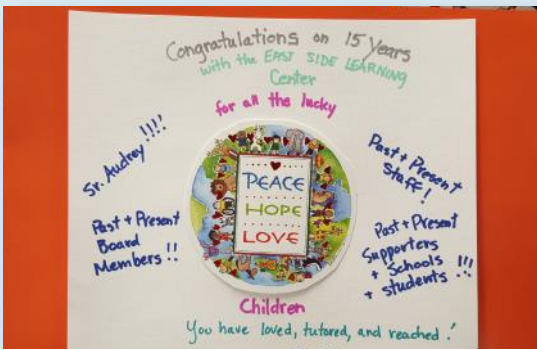 Congratulations on 15 Years
with the EAST SIDE LEARNING
Center
for all the lucky
Sr. Audrey!!!!
Past + Present
Staff!
PEACE
HOPE
LOVE
Past + Present
Board
Members!!
Past + Present
Supporters
+ Schools
+ students !!!
Children
You have loved, tutored, and reached!